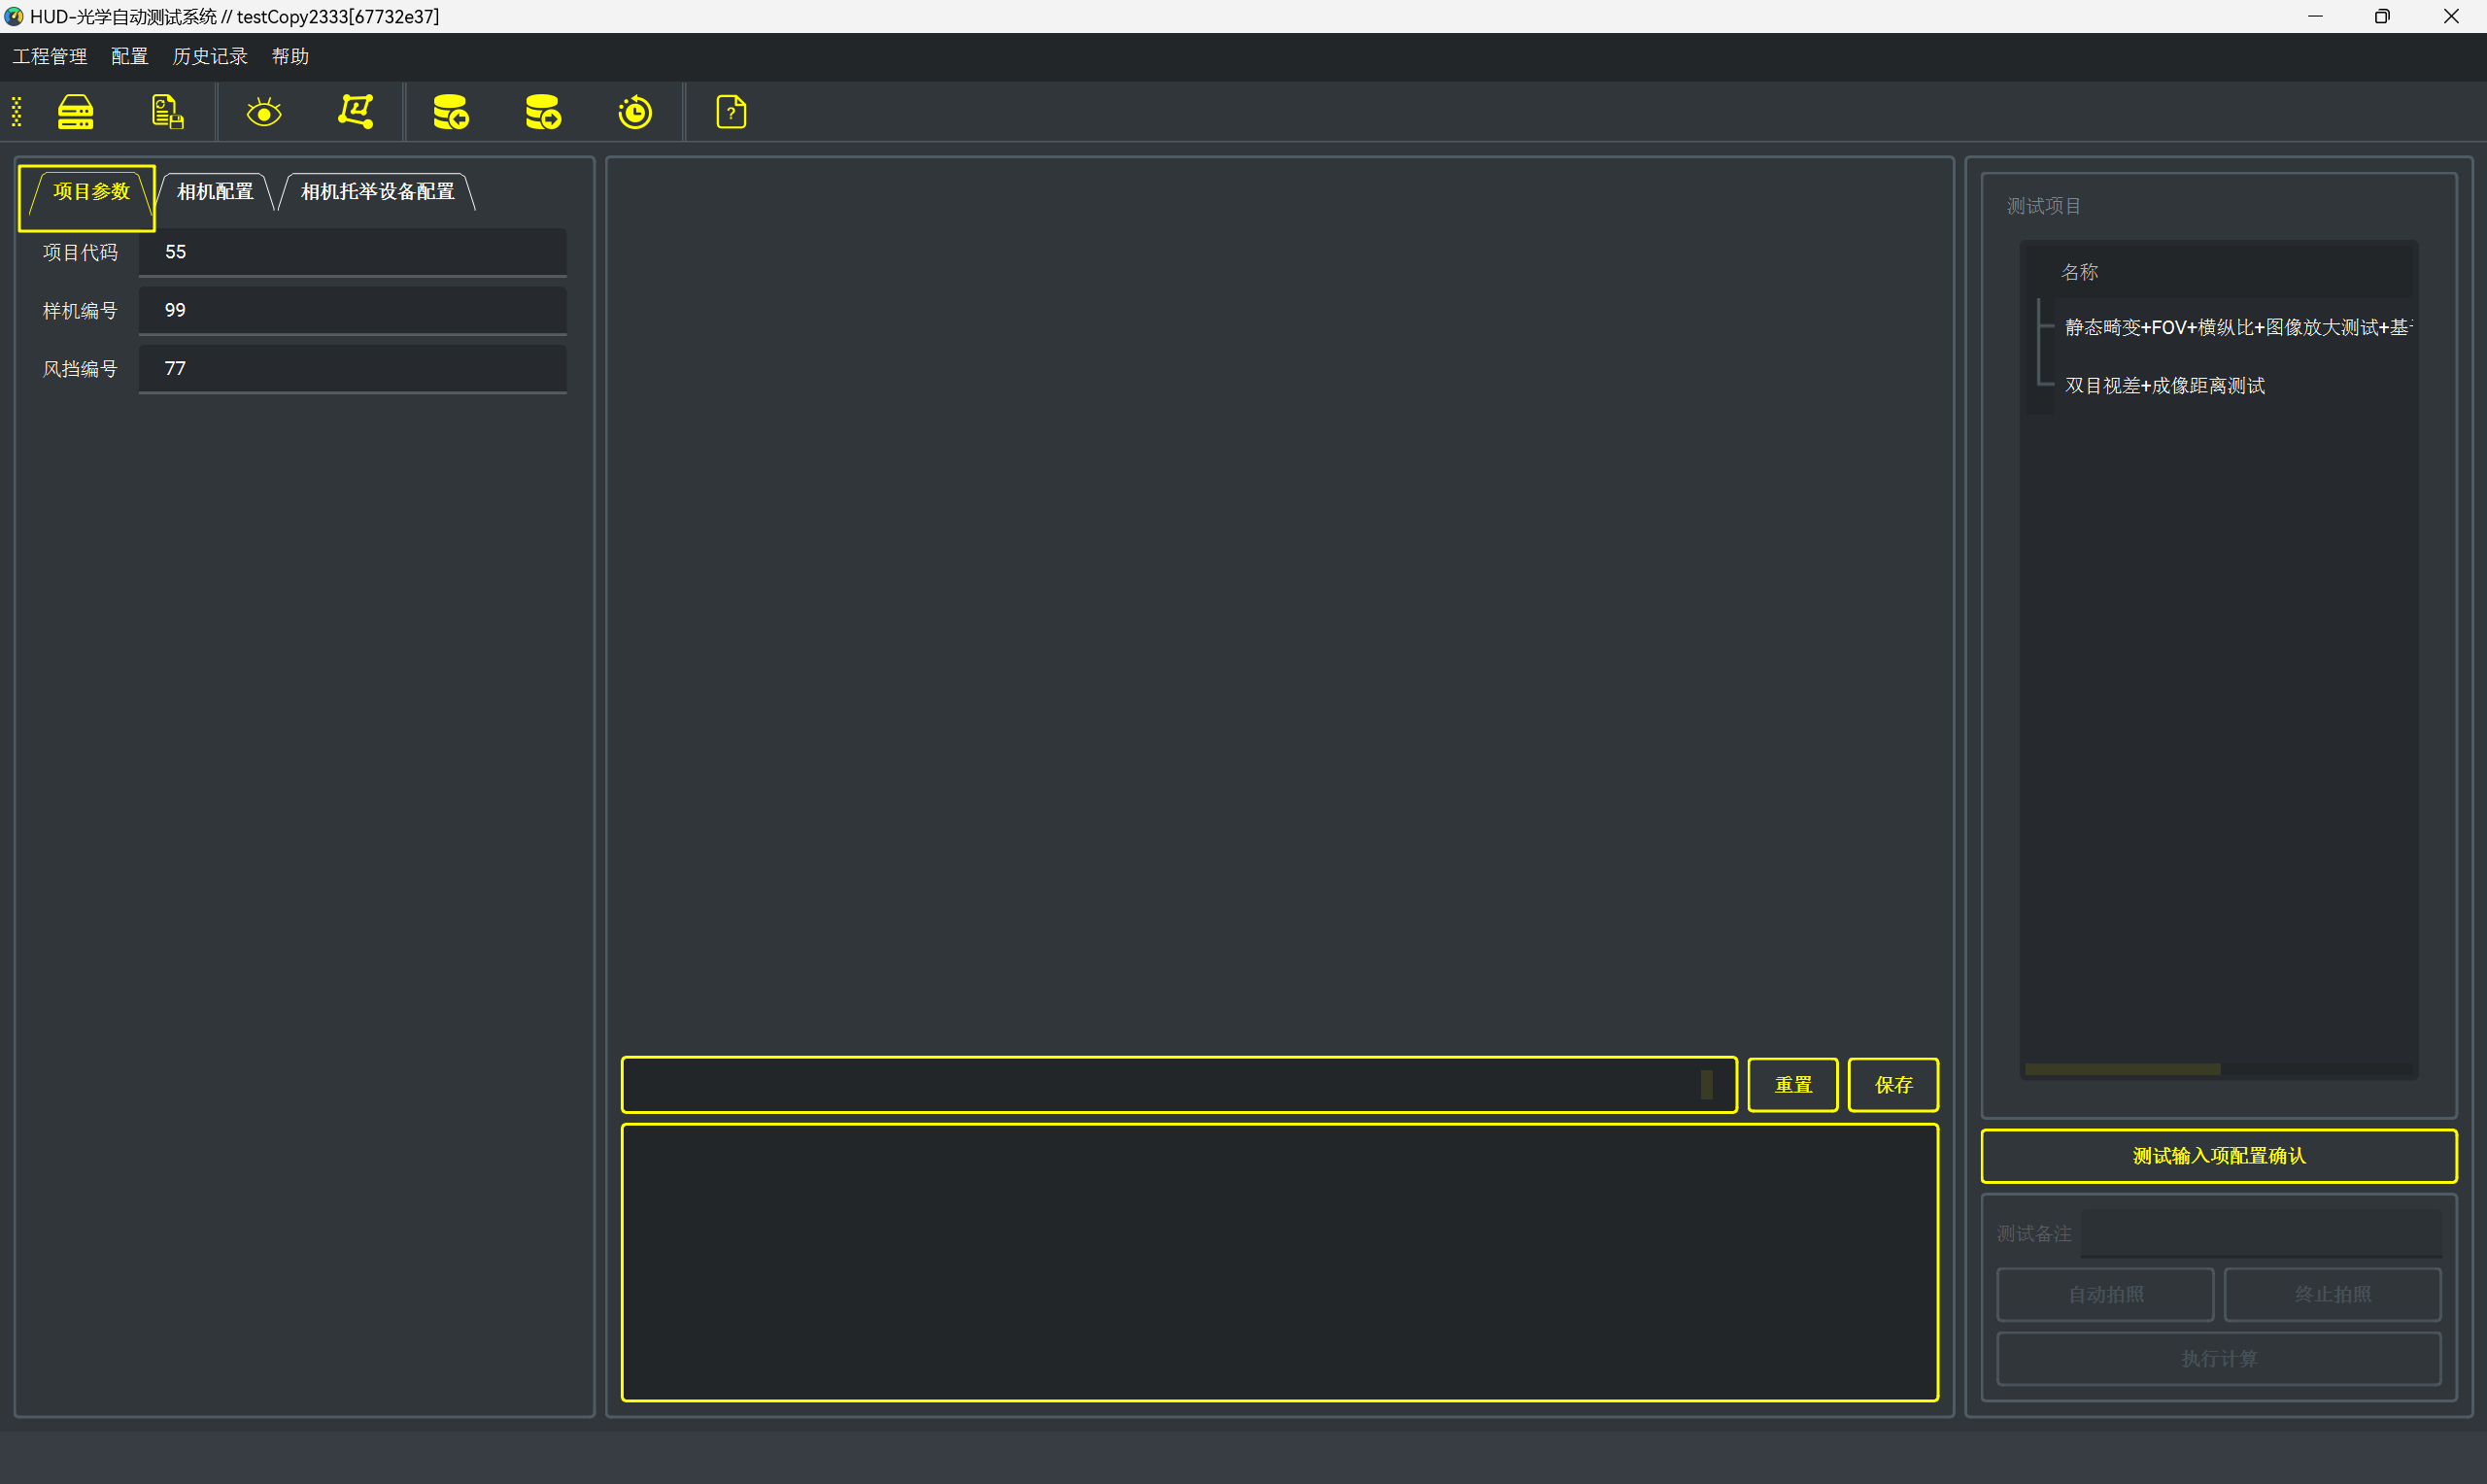 HUD-光学自动测试系统 // testCopy2333[67732e37]
工程管理 配置 历史记录 帮助
项目参数 相机配置 相机托举设备配置
项目代码 55
样机编号 99
风挡编号 77
重置 保存
测试项目
名称
静态畸变+FOV+横纵比+图像放大测试+基
双目视差+成像距离测试
测试输入项配置确认
测试备注
自动拍照 终止拍照
执行计算